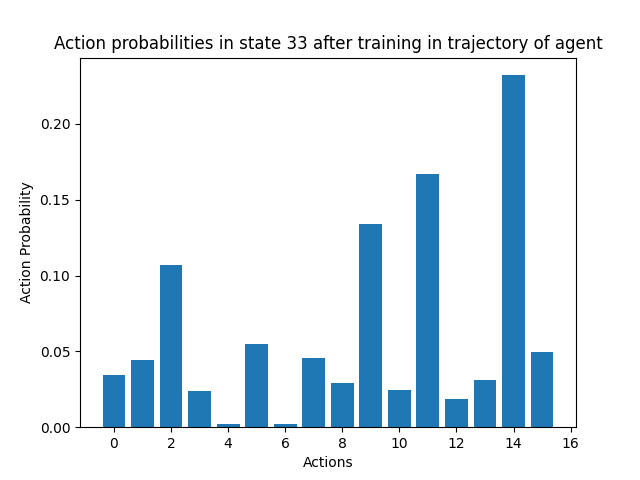 Action probabilities in state 33 after training in trajectory of agent
Action Probability
0.20
0.15
0.10
0.05
0.00
0 2 4 6 8 10 12 14 16
Actions